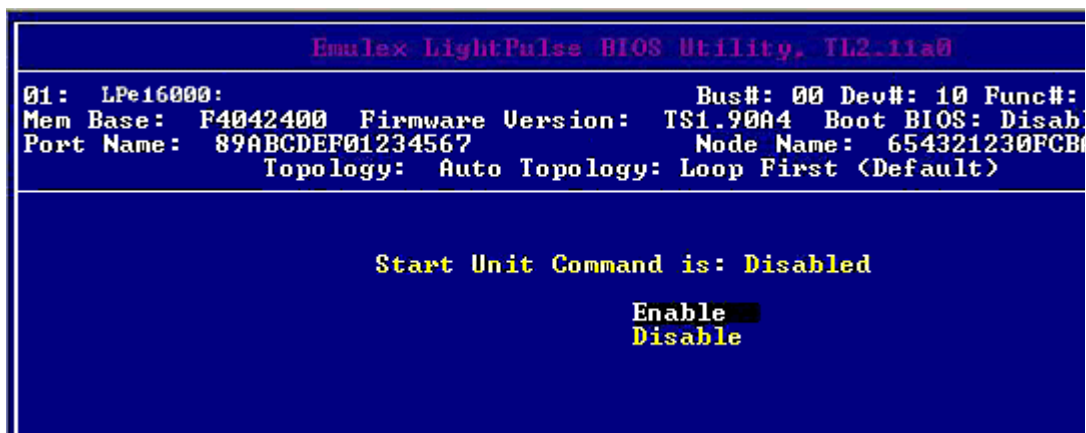 Emulex LightPulse BIOS Utility, TL2.11a0
01: LPe16000: Bus#: 00 Dev#: 10 Func#:
Mem Base: F4042400 Firmware Version: TS1.90A4 Boot BIOS: Disabl
Port Name: 89ABCDEF01234567 Node Name: 654321230FCBA
Topology: Auto Topology: Loop First (Default)
Start Unit Command is: Disabled
Enable
Disable